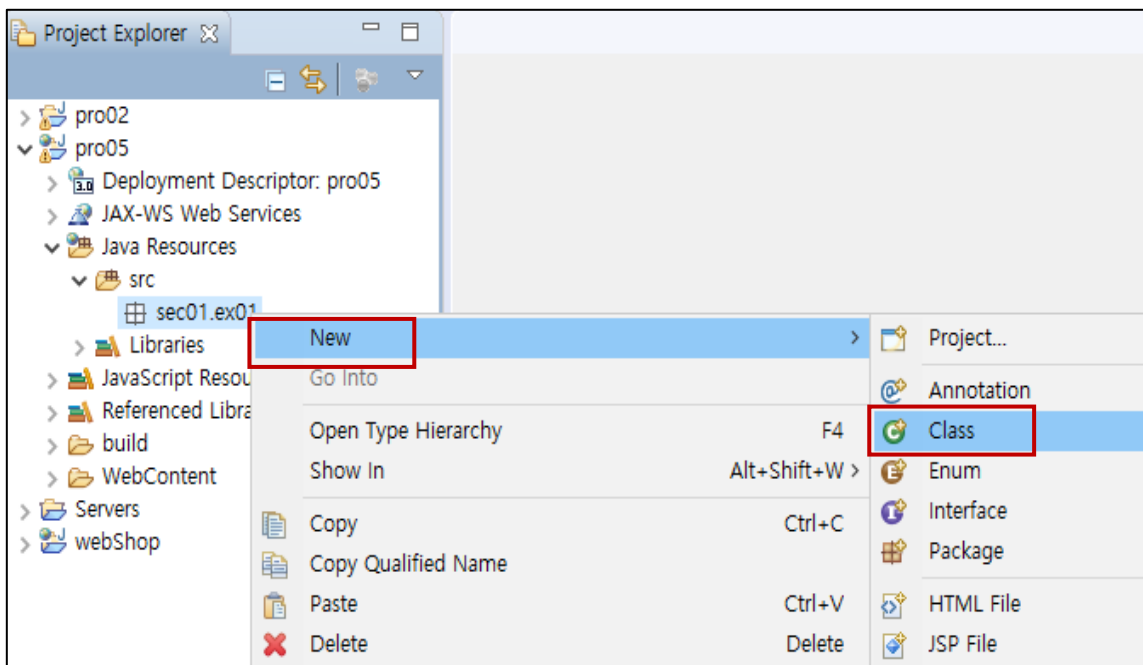 Project Explorer
pro02
pro05
3.0 Deployment Descriptor: pro05
JAX-WS Web Services
Java Resources
src
sec01.ex01
Libraries
JavaScript Resou
Referenced Libra
build
WebContent
Servers
webShop
New >
Go Into
Open Type Hierarchy F4
Show In Alt+Shift+W >
Copy Ctrl+C
Copy Qualified Name
Paste Ctrl+V
Delete Delete
Project...
Annotation
Class
Enum
Interface
Package
HTML File
JSP File